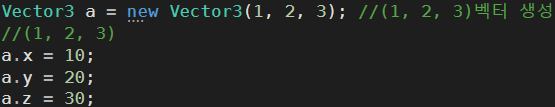 Vector3 a = new Vector3(1, 2, 3); //(1, 2, 3)벡터 생성
//(1, 2, 3)
a.x = 10;
a.y = 20;
a.z = 30;